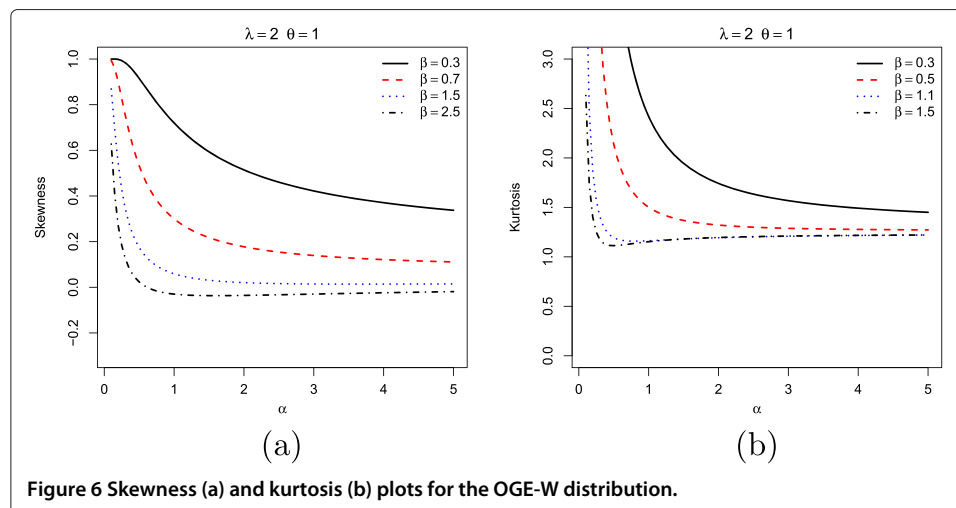 λ = 2 θ = 1
Skewness
1.0
0.8
0.6
0.4
0.2
0.0
−0.2
β = 0.3
β = 0.7
β = 1.5
β = 2.5
0 1 2 3 4 5
α
(a)
λ = 2 θ = 1
Kurtosis
3.0
2.5
2.0
1.5
1.0
0.5
0.0
β = 0.3
β = 0.5
β = 1.1
β = 1.5
0 1 2 3 4 5
α
(b)
Figure 6 Skewness (a) and kurtosis (b) plots for the OGE-W distribution.